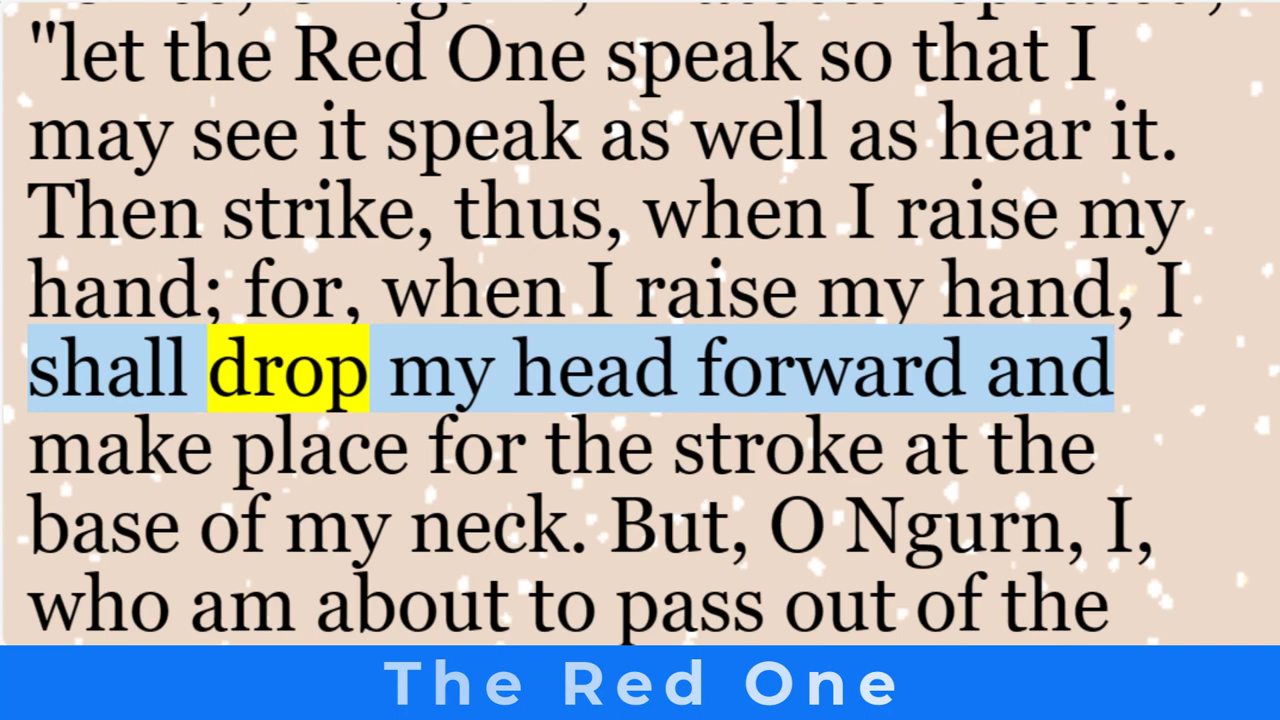 "let the Red One speak so that I
may see it speak as well as hear it.
Then strike, thus, when I raise my
hand; for, when I raise my hand, I
shall drop my head forward and
make place for the stroke at the
base of my neck. But, O Ngurn, I,
who am about to pass out of the
The Red One